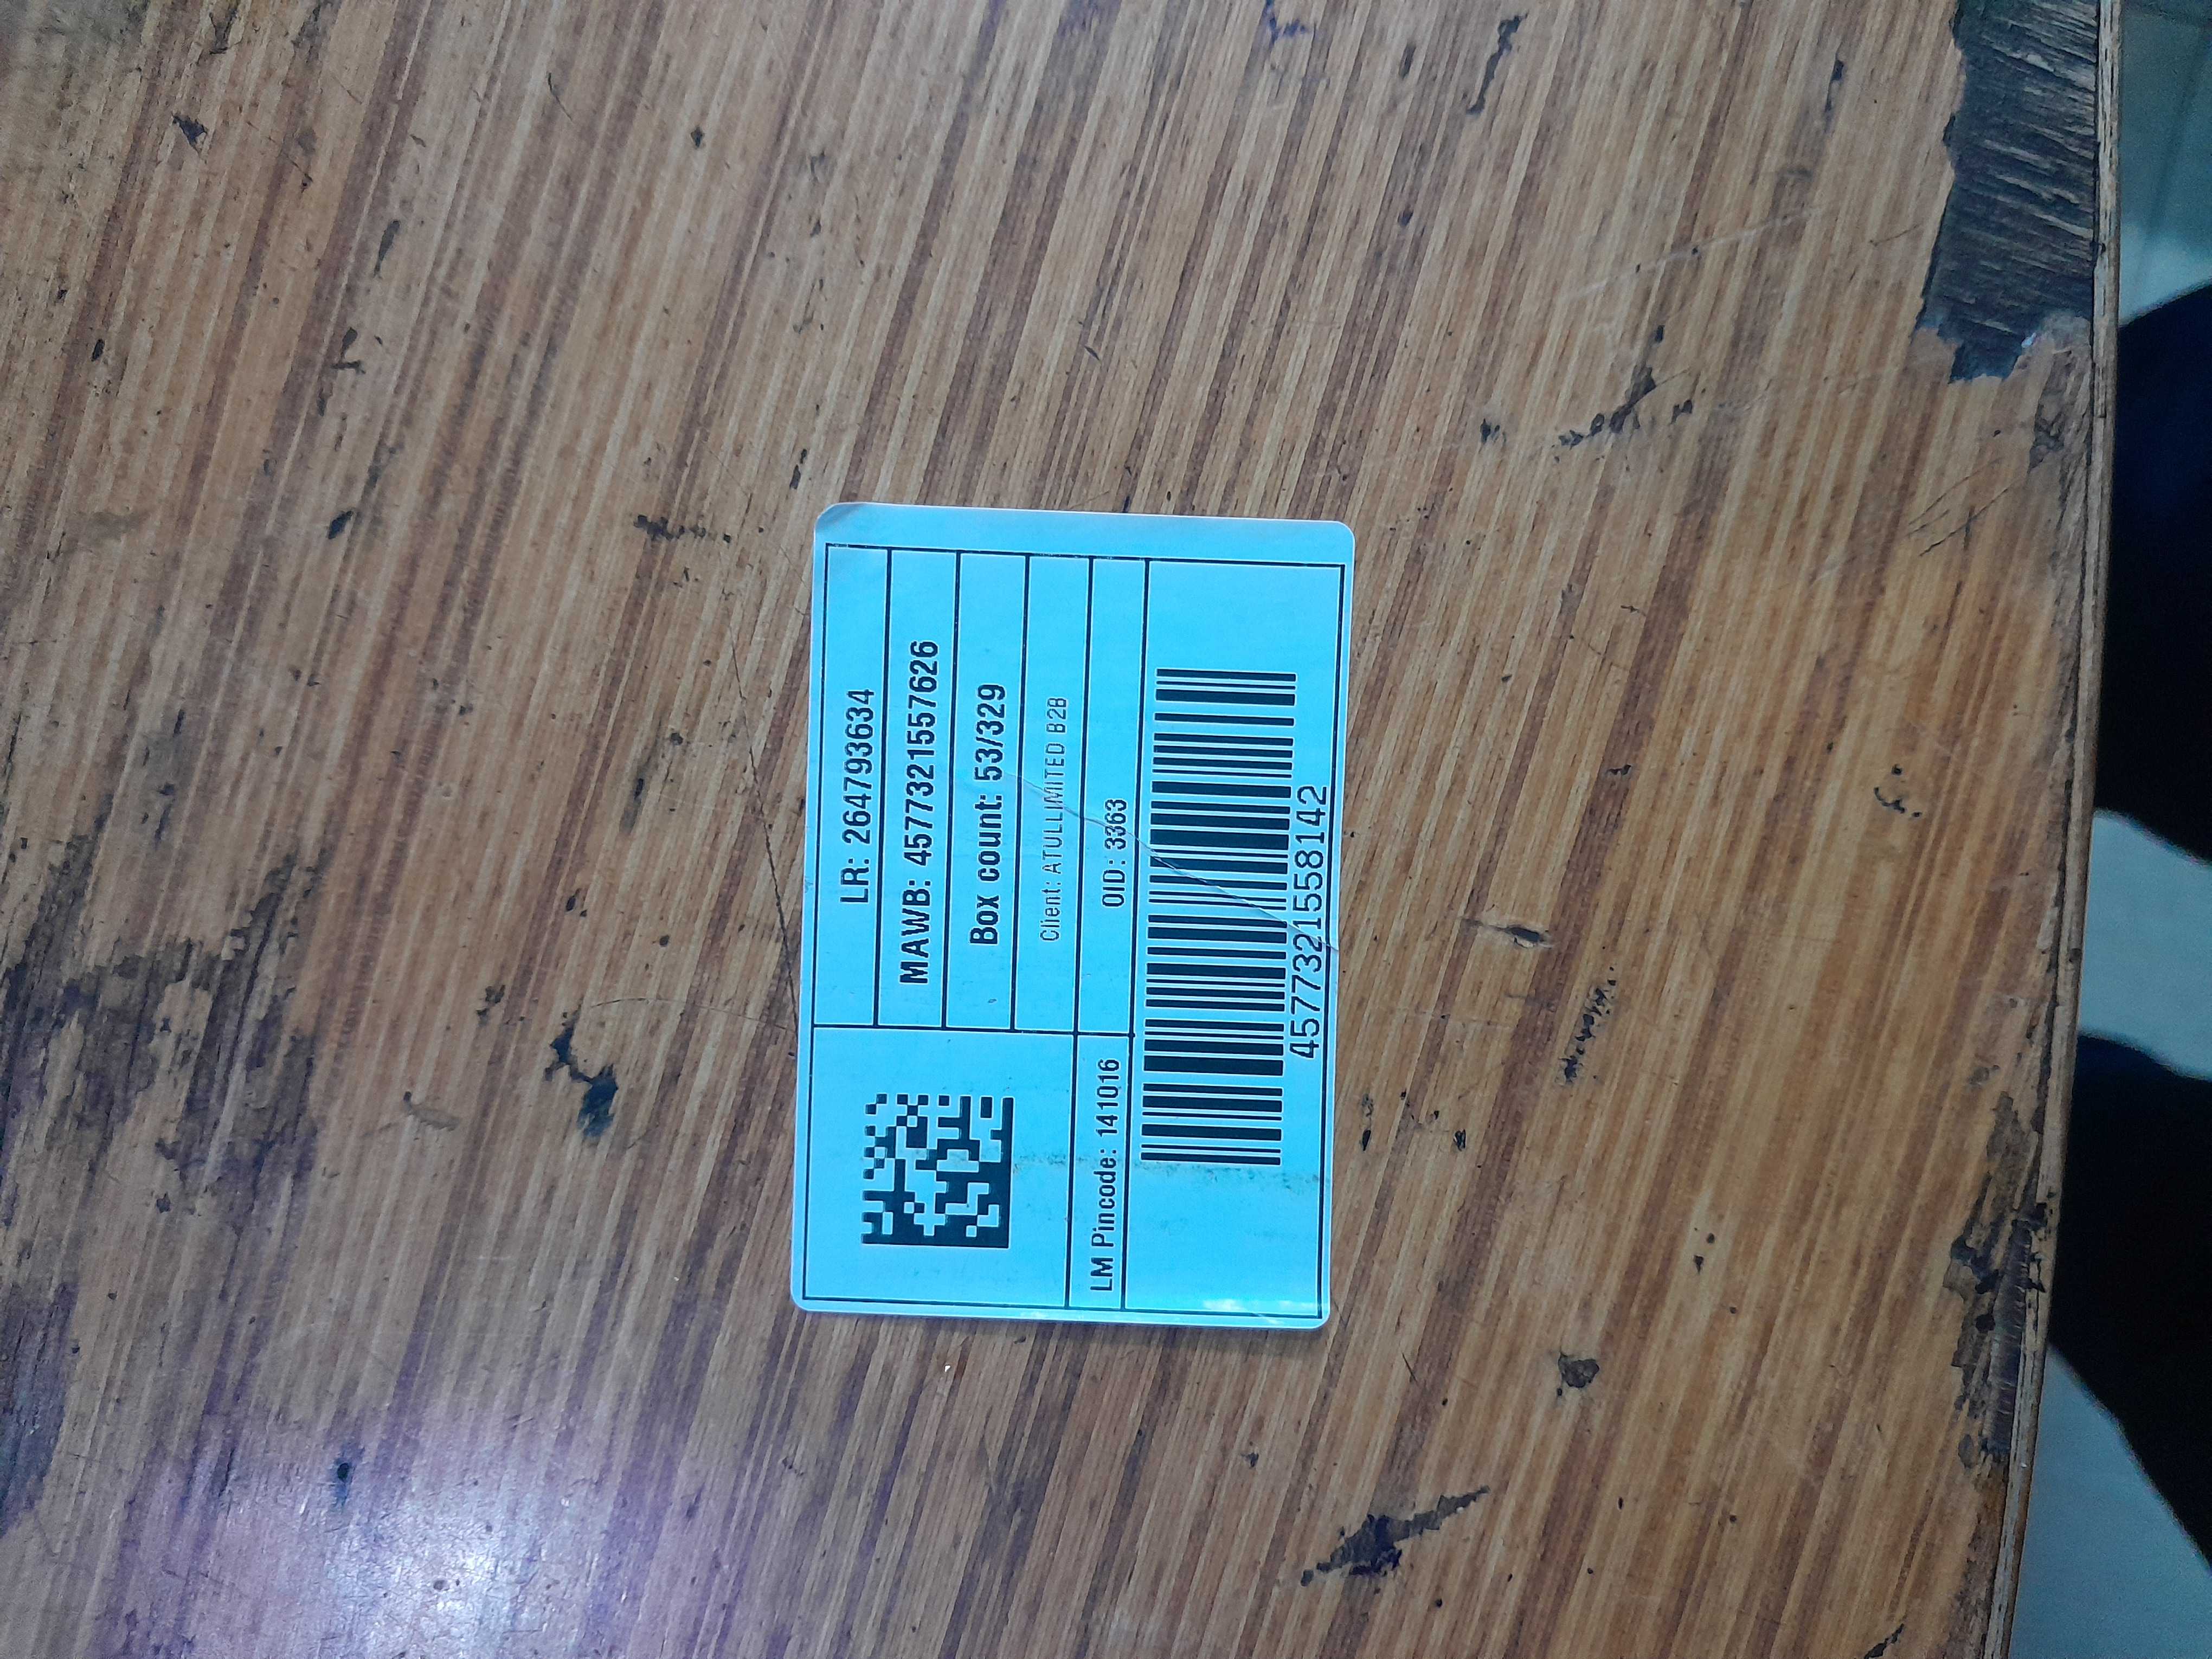 LR: 264793634
MAWB: 4577321557626
Box count: 53/329
Client: ATULLIMITED B2B
LM Pincode: 141016 OID: 3363
4577321558142